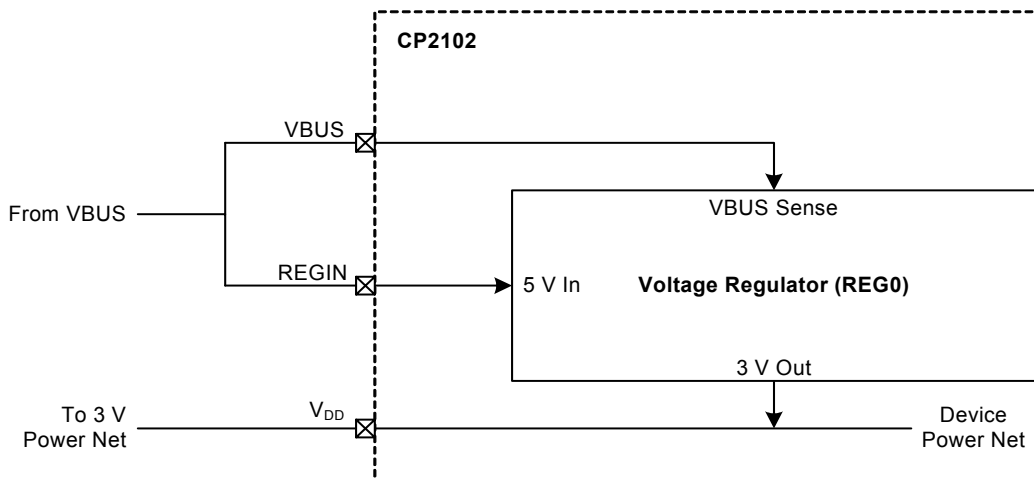 CP2102
VBUS
From VBUS
VBUS Sense
REGIN
5 V In
Voltage Regulator (REG0)
3 V Out
To 3 V
Power Net
VDD
Device
Power Net